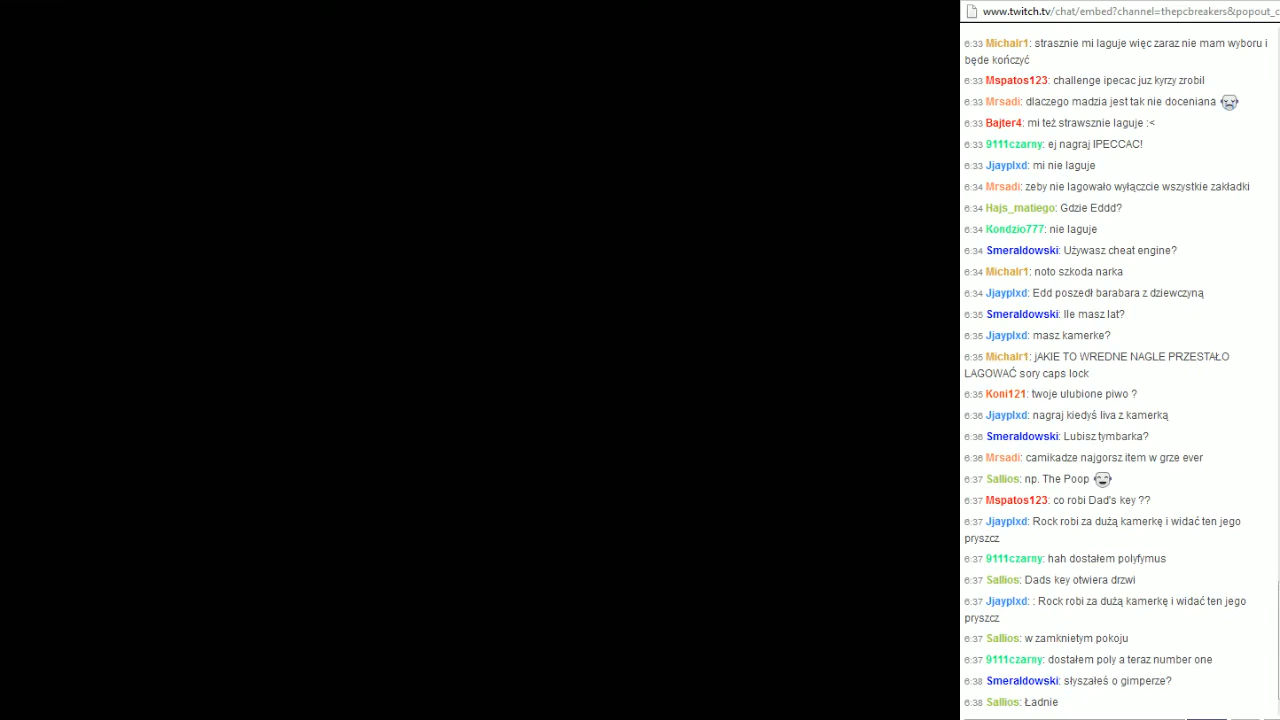 www.twitch.tv/chat/embed?channel=thepcbreakers&popout_c
6:33 Michalr1: strasznie mi laguje więc zaraz nie mam wyboru i
będe kończyć
6:33 Mspatos123: challenge ipecac juz kyrzy zrobil
6:33 Mrsadi: dlaczego madzia jest tak nie doceniana
6:33 Bajter4: mi też strawsznie laguje :<
6:33 9111czarny: ej nagraj IPECCAC!
6:33 Jjayplxd: mi nie laguje
6:34 Mrsadi: zeby nie lagowało wyłączcie wszystkie zakładki
6:34 Hajs_matiego: Gdzie Eddd?
6:34 Kondzio777: nie laguje
6:34 Smeraldowski: Używasz cheat engine?
6:34 Michalr1: noto szkoda narka
6:34 Jjayplxd: Edd poszedł barabara z dziewczyną
6:35 Smeraldowski: Ile masz lat?
6:35 Jjayplxd: masz kamerke?
6:35 Michalr1: jAKIE TO WREDNE NAGLE PRZESTAŁO
LAGOWAĆ sory caps lock
6:35 Koni121: twoje ulubione piwo ?
6:36 Jjayplxd: nagraj kiedyś liva z kamerką
6:36 Smeraldowski: Lubisz tymbarka?
6:36 Mrsadi: camikadze najgorsz item w grze ever
6:37 Sallios: np. The Poop
6:37 Mspatos123: co robi Dad's key ??
6:37 Jjayplxd: Rock robi za dużą kamerkę i widać ten jego
pryszcz
6:37 9111czarny: hah dostałem polyfymus
6:37 Sallios: Dads key otwiera drzwi
6:37 Jjayplxd: : Rock robi za dużą kamerkę i widać ten jego
pryszcz
6:37 Sallios: w zamknietym pokoju
6:37 9111czarny: dostałem poly a teraz number one
6:38 Smeraldowski: słyszałeś o gimperze?
6:38 Sallios: Ładnie